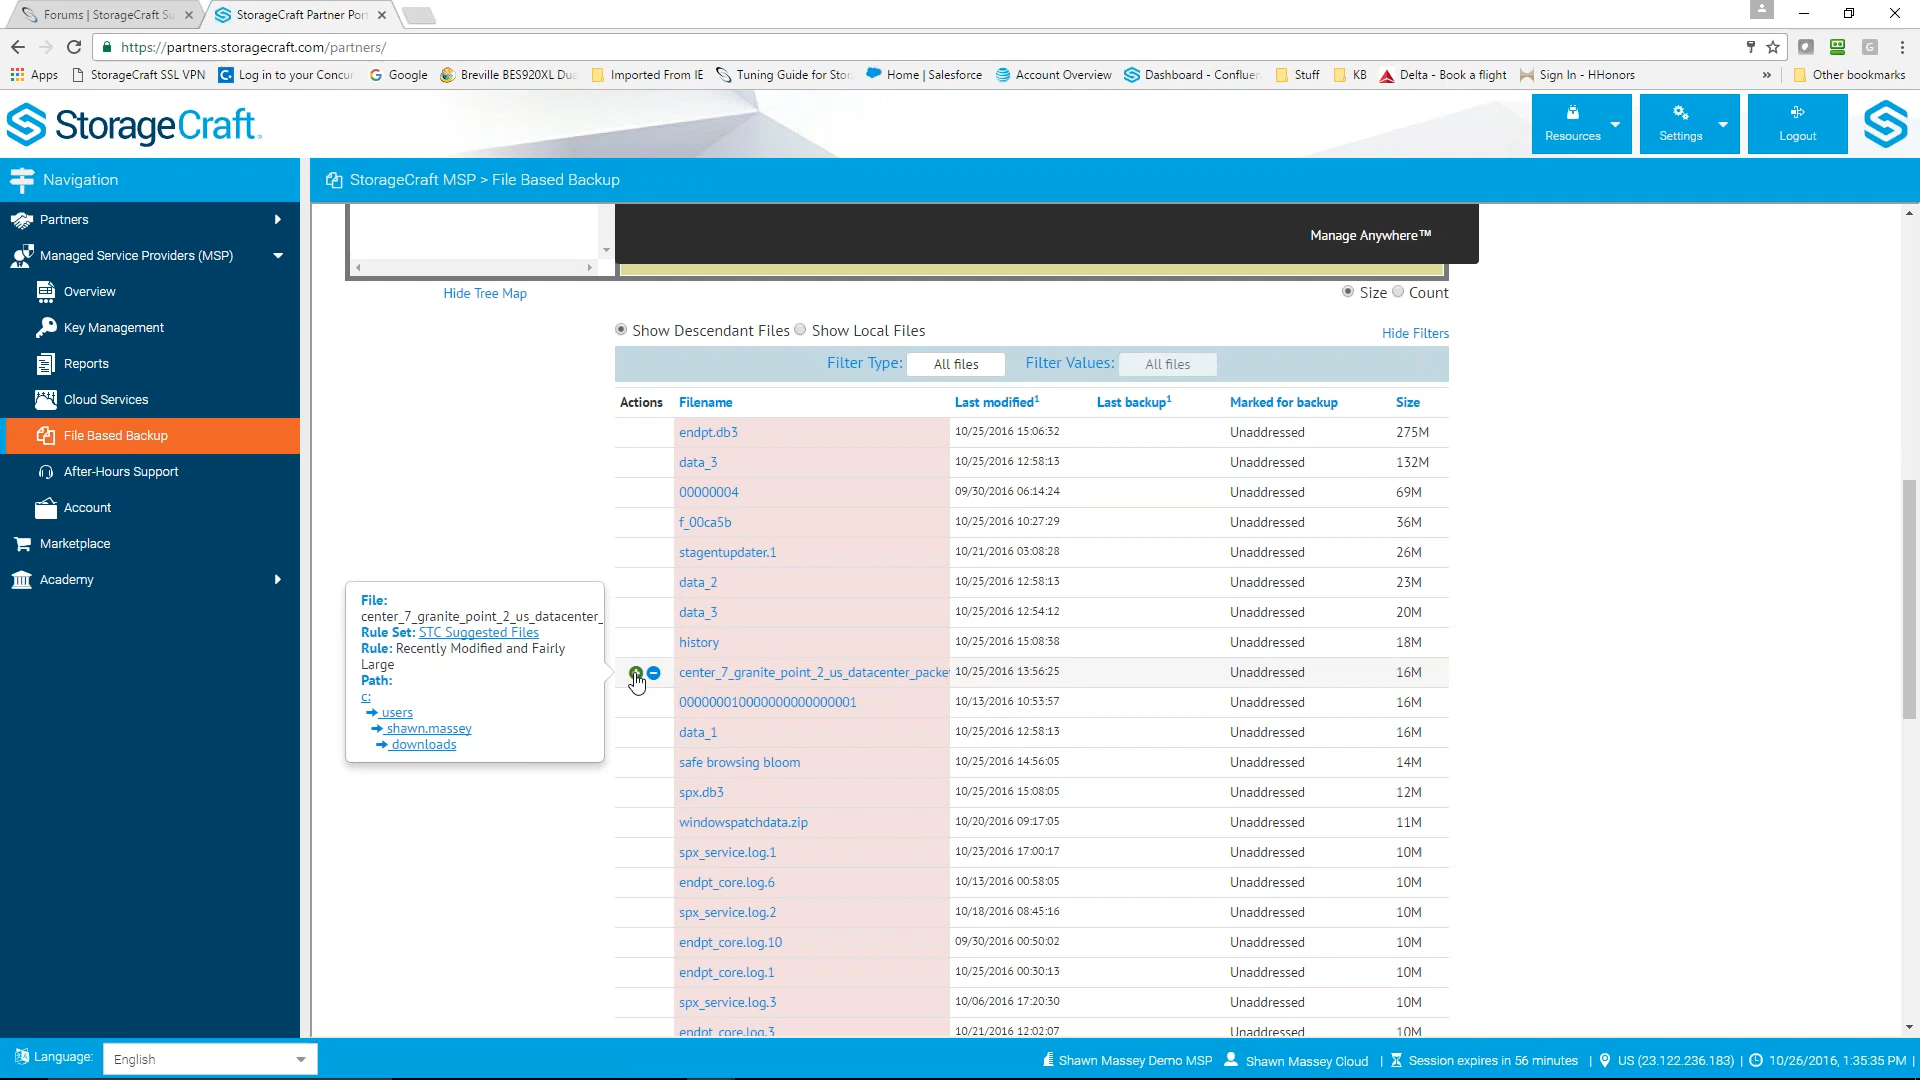 Forums | StorageCraft Su
StorageCraft Partner Por
https://partners.storagecraft.com/partners/
Apps
StorageCraft SSL VPN
Log in to your Concur
Google
Breville BES920XL Dua
Imported From IE
Tuning Guide for Stor
Home | Salesforce
Account Overview
Dashboard - Confluen
Stuff
KB
Delta - Book a flight
Sign In - HHonors
»
Other bookmarks
StorageCraft
Resources
Settings
Logout
Navigation
StorageCraft MSP > File Based Backup
Partners
Managed Service Providers (MSP)
Overview
Key Management
Reports
Cloud Services
File Based Backup
After-Hours Support
Account
Marketplace
Academy
Manage Anywhere™
Hide Tree Map
Size Count
Show Descendant Files Show Local Files
Hide Filters
Filter Type: All files Filter Values: All files
Actions Filename Last modified1 Last backup1 Marked for backup Size
endpt.db3 10/25/2016 15:06:32 Unaddressed 275M
data_3 10/25/2016 12:58:13 Unaddressed 132M
00000004 09/30/2016 06:14:24 Unaddressed 69M
f_00ca5b 10/25/2016 10:27:29 Unaddressed 36M
stagentupdater.1 10/21/2016 03:08:28 Unaddressed 26M
data_2 10/25/2016 12:58:13 Unaddressed 23M
data_3 10/25/2016 12:54:12 Unaddressed 20M
history 10/25/2016 15:08:38 Unaddressed 18M
center_7_granite_point_2_us_datacenter_packe 10/25/2016 13:56:25 Unaddressed 16M
000000010000000000000001 10/13/2016 10:53:57 Unaddressed 16M
data_1 10/25/2016 12:58:13 Unaddressed 16M
safe browsing bloom 10/25/2016 14:56:05 Unaddressed 14M
spx.db3 10/25/2016 15:08:05 Unaddressed 12M
windowspatchdata.zip 10/20/2016 09:17:05 Unaddressed 11M
spx_service.log.1 10/23/2016 17:00:17 Unaddressed 10M
endpt_core.log.6 10/13/2016 00:58:05 Unaddressed 10M
spx_service.log.2 10/18/2016 08:45:16 Unaddressed 10M
endpt_core.log.10 09/30/2016 00:50:02 Unaddressed 10M
endpt_core.log.1 10/25/2016 00:30:13 Unaddressed 10M
spx_service.log.3 10/06/2016 17:20:30 Unaddressed 10M
endpt_core.log.3 10/21/2016 12:02:07 Unaddressed 10M
File:
center_7_granite_point_2_us_datacenter_
Rule Set: STC Suggested Files
Rule: Recently Modified and Fairly
Large
Path:
c:
users
shawn.massey
downloads
Language: English
Shawn Massey Demo MSP
Shawn Massey Cloud
| Session expires in 56 minutes
| US (23.122.236.183)
| 10/26/2016, 1:35:35 PM |